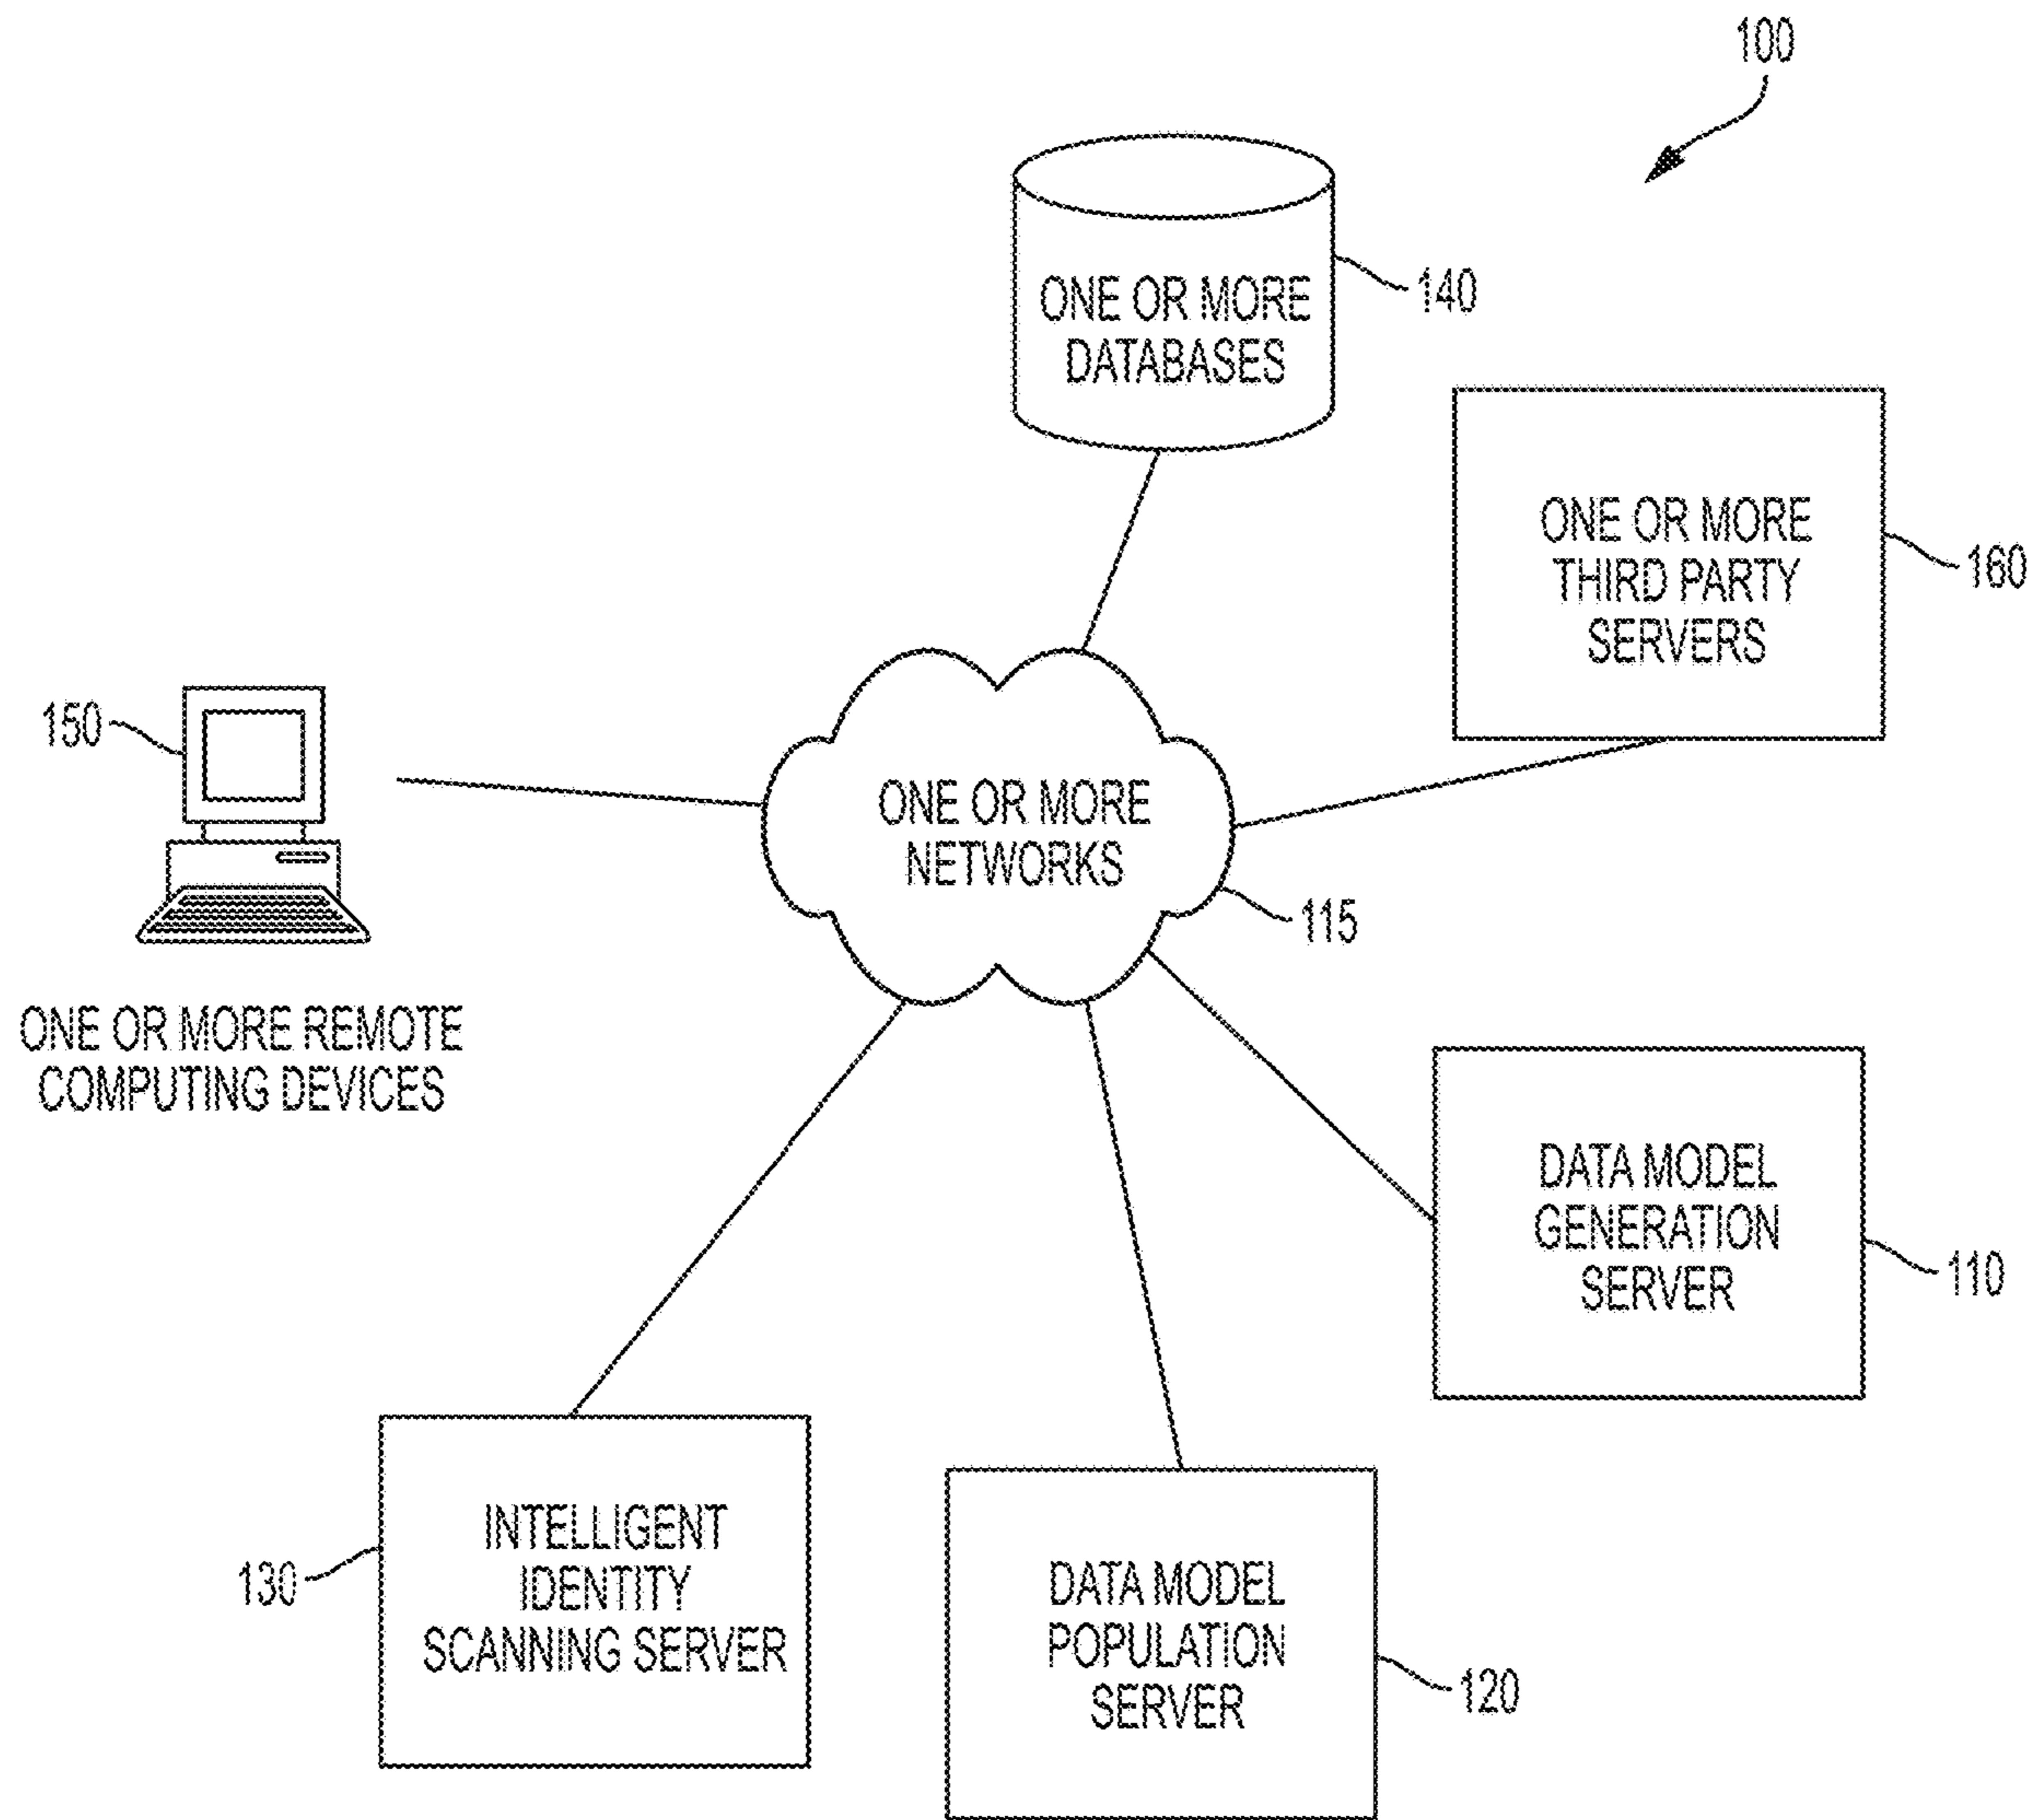 100
ONE OR MORE
DATABASES
140
ONE OR MORE
THIRD PARTY
SERVERS
160
150
ONE OR MORE
NETWORKS
115
ONE OR MORE REMOTE
COMPUTING DEVICES
DATA MODEL
GENERATION
SERVER
110
INTELLIGENT
IDENTITY
SCANNING SERVER
130
DATA MODEL
POPULATION
SERVER
120